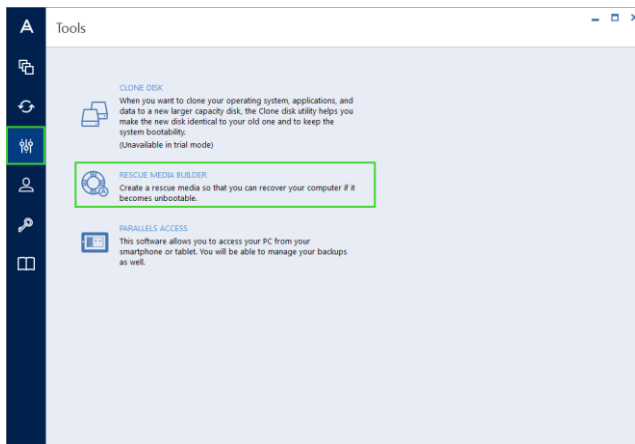 Tools
CLONE DISK
When you want to clone your operating system, applications, and
data to a new larger capacity disk, the Clone disk utility helps you
make the new disk identical to your old one and to keep the
system bootability.
(Unavailable in trial mode)
RESCUE MEDIA BUILDER
Create a rescue media so that you can recover your computer if it
becomes unbootable.
PARALLELS ACCESS
This software allows you to access your PC from your
smartphone or tablet. You will be able to manage your backups
as well.